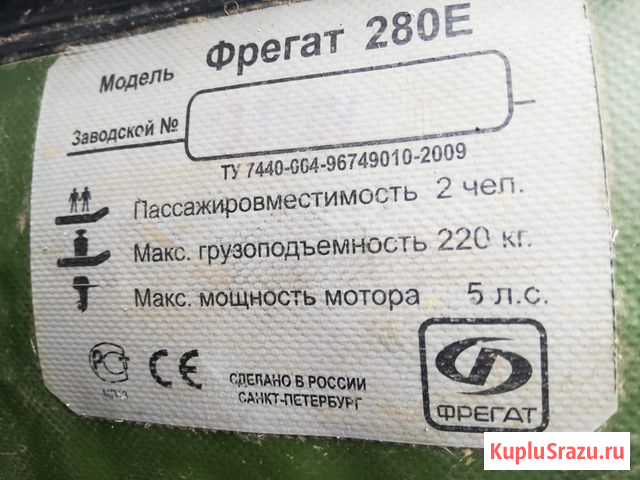 Модель Фрегат 280Е
Заводской №
ТУ 7440-004-96749010-2009
Пассажировместимость 2 чел.
Макс. грузоподъемность 220 кг.
Макс. мощность мотора 5 л.с.
СДЕЛАНО В РОССИИ
САНКТ-ПЕТЕРБУРГ
ФРЕГАТ
KupluSrazu.ru